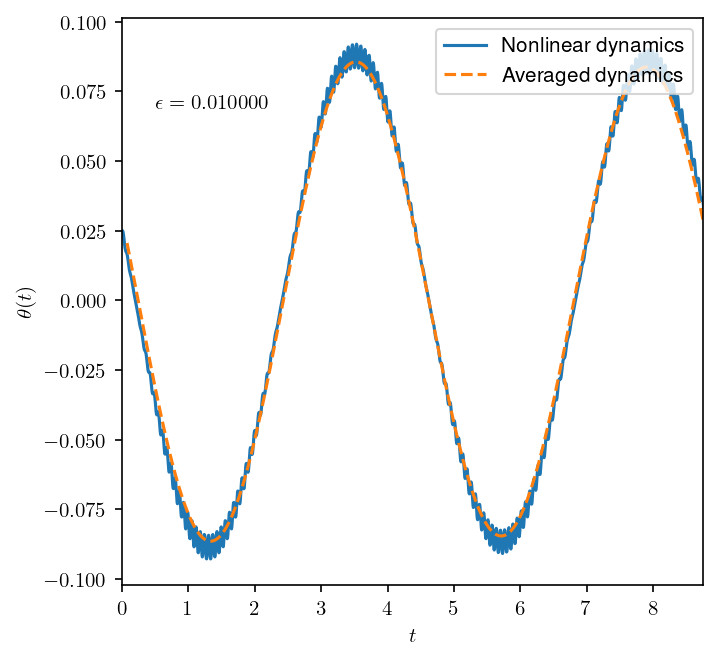 0.100
0.075
0.050
0.025
0.000
−0.025
−0.050
−0.075
−0.100
θ(t)
ϵ = 0.010000
Nonlinear dynamics
Averaged dynamics
0 1 2 3 4 5 6 7 8
t